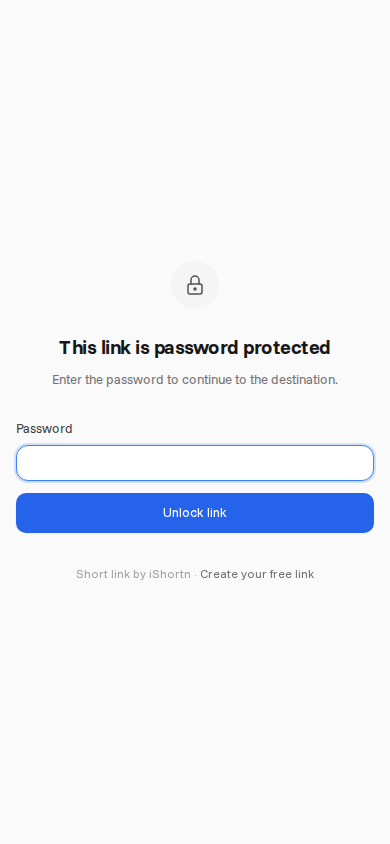 This link is password protected
Enter the password to continue to the destination.
Password
Unlock link
Short link by iShortn · Create your free link